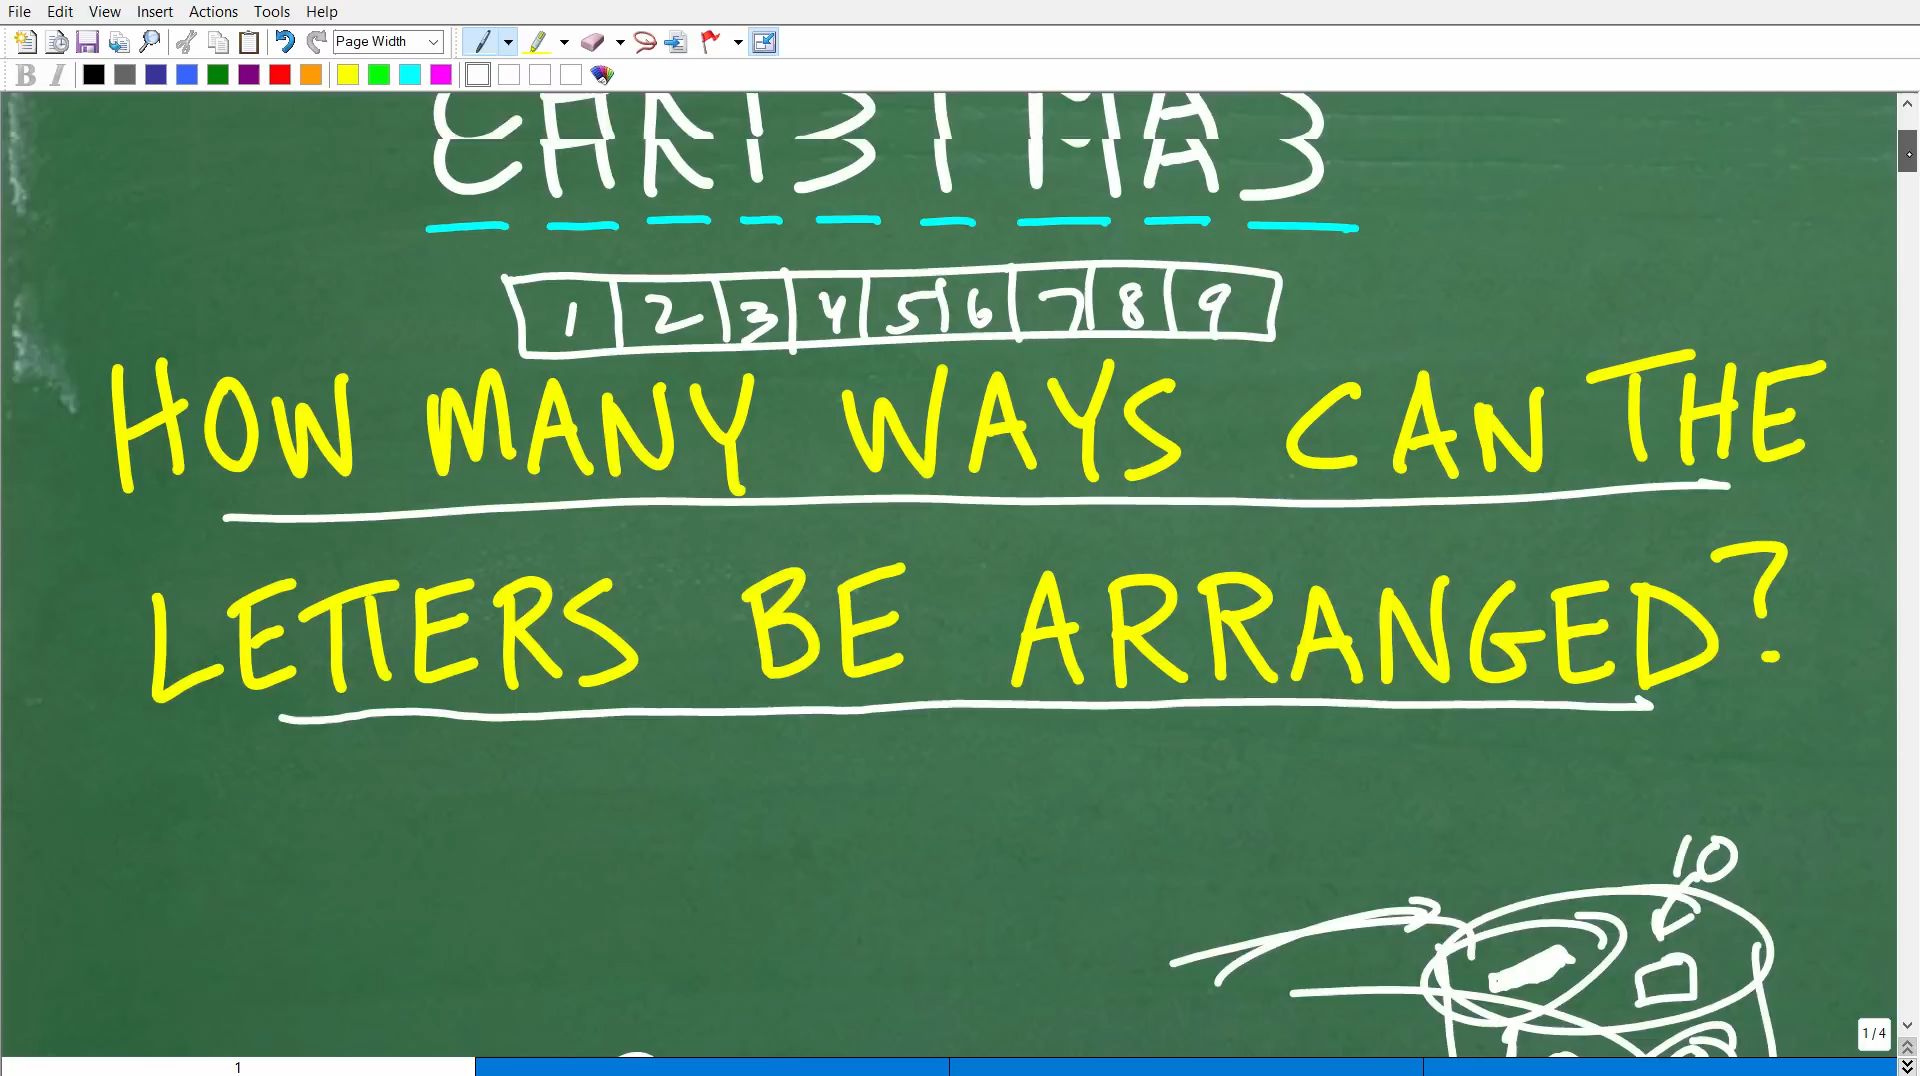 File Edit View Insert Actions Tools Help
Page Width
B I
CHRISTMAS
1 2 3 4 5 6 7 8 9
HOW MANY WAYS CAN THE
LETTERS BE ARRANGED?
10
1 / 4
1